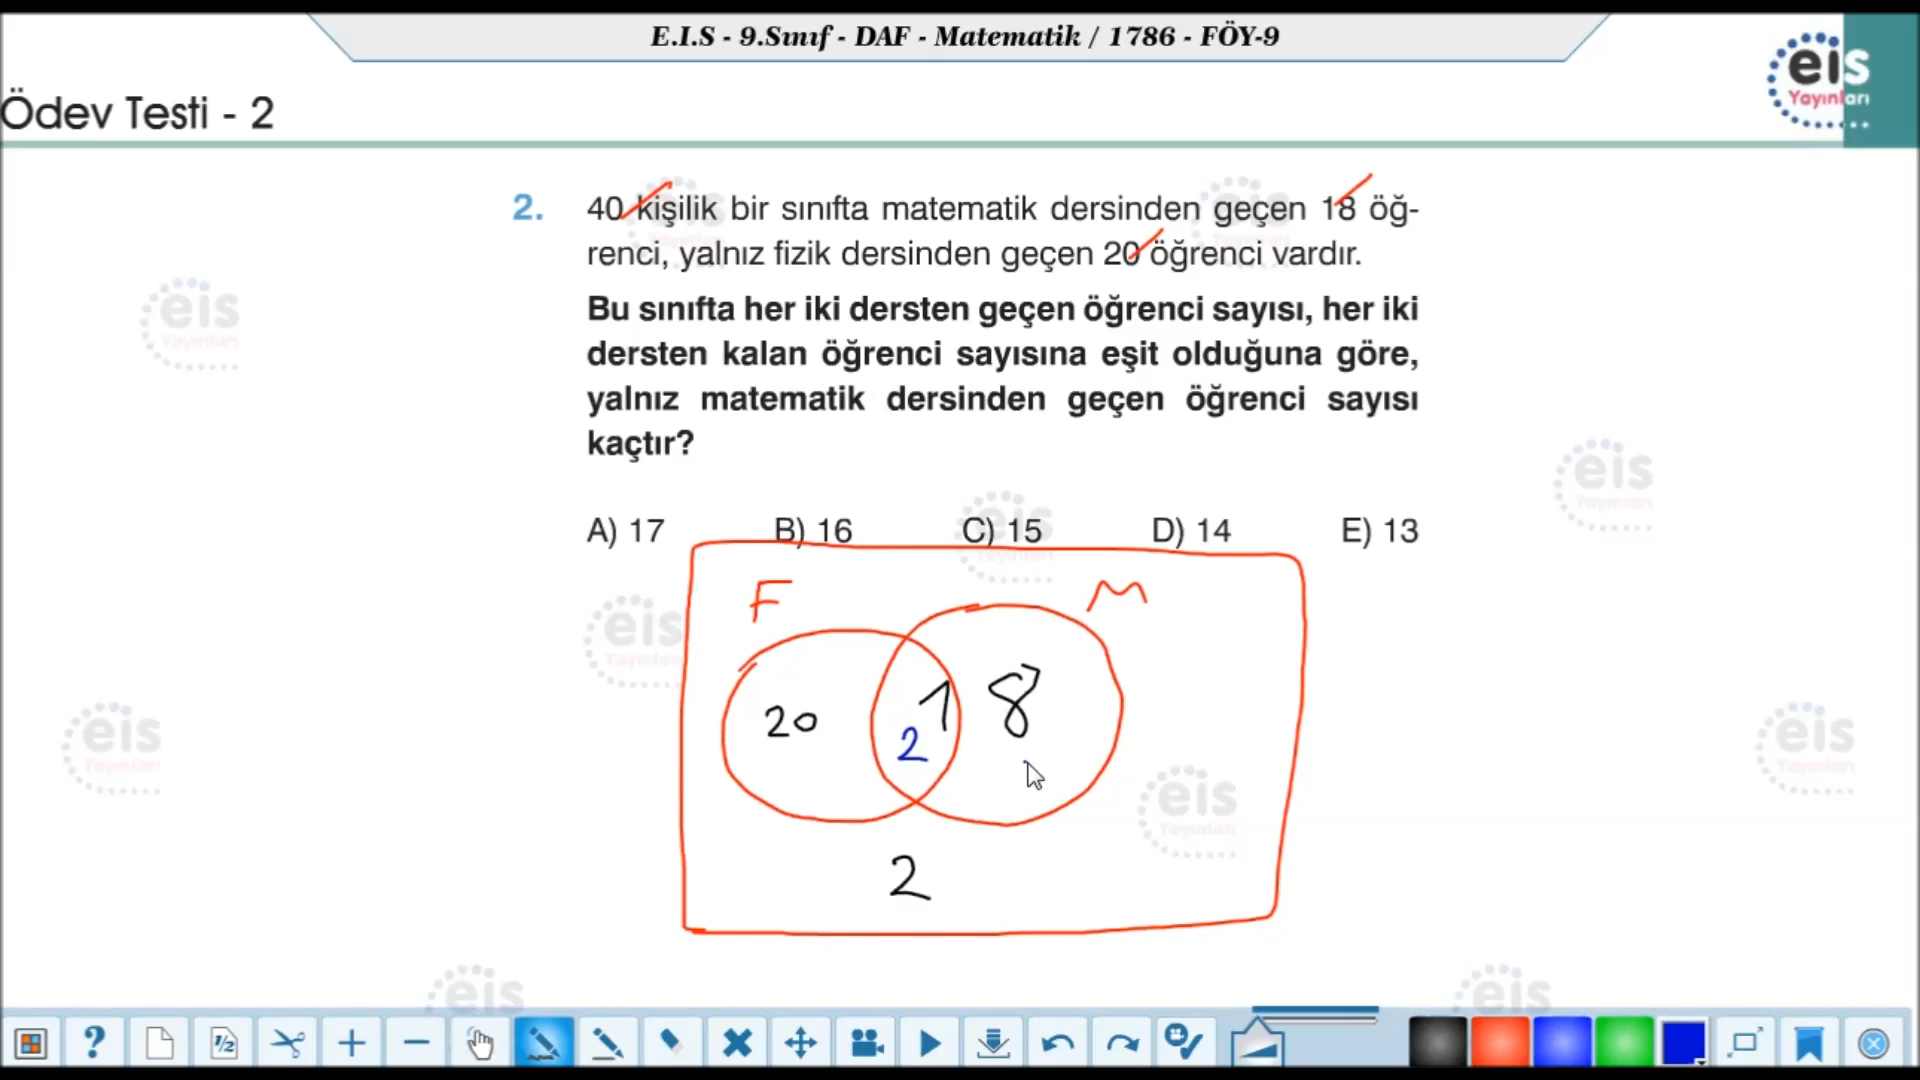 E.I.S - 9.Sınıf - DAF - Matematik / 1786 - FÖY-9
eis
Yayınları
Ödev Testi - 2
2. 40 kişilik bir sınıfta matematik dersinden geçen 18 öğ-
renci, yalnız fizik dersinden geçen 20 öğrenci vardır.
Bu sınıfta her iki dersten geçen öğrenci sayısı, her iki
dersten kalan öğrenci sayısına eşit olduğuna göre,
yalnız matematik dersinden geçen öğrenci sayısı
kaçtır?
A) 17 B) 16 C) 15 D) 14 E) 13
F M
20 18
2
2